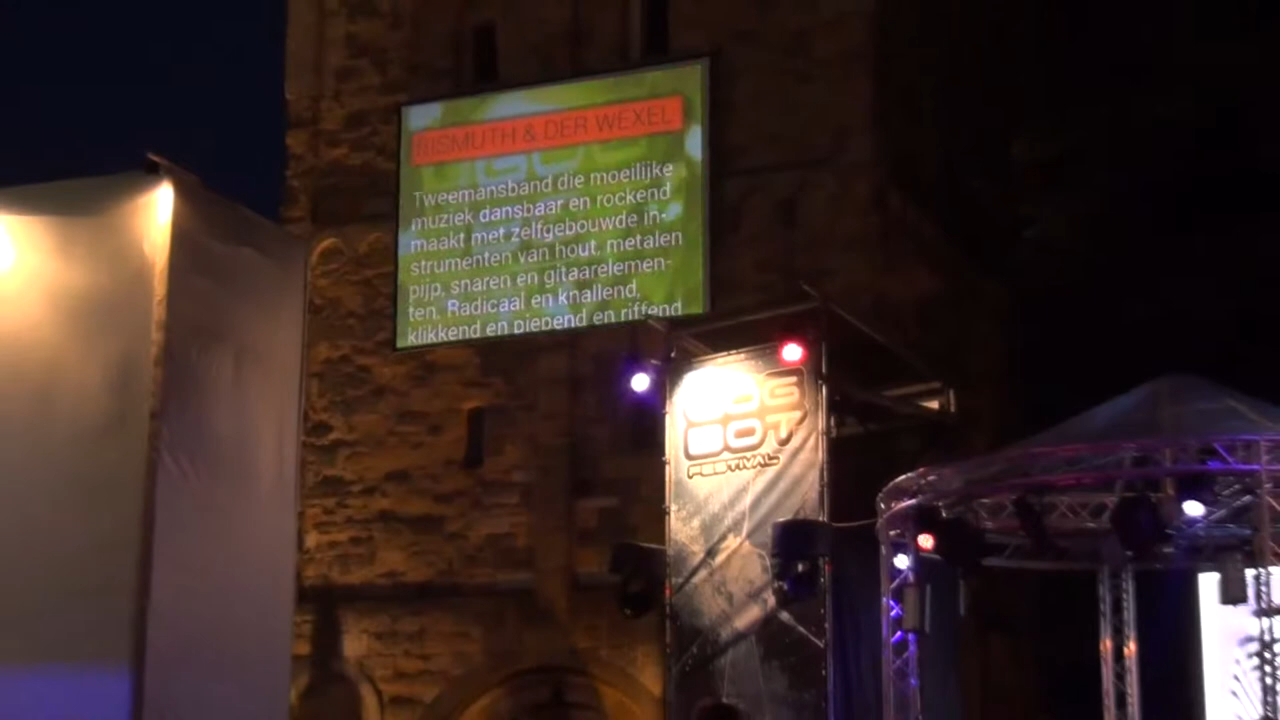 BISMUTH & DER WEXEL
Tweemansband die moeilijke
muziek dansbaar en rockend
maakt met zelfgebouwde in-
strumenten van hout, metalen
pijp, snaren en gitaarelemen-
ten. Radicaal en knallend,
klikkend en piepend en riffend
BOT
FESTIVAL